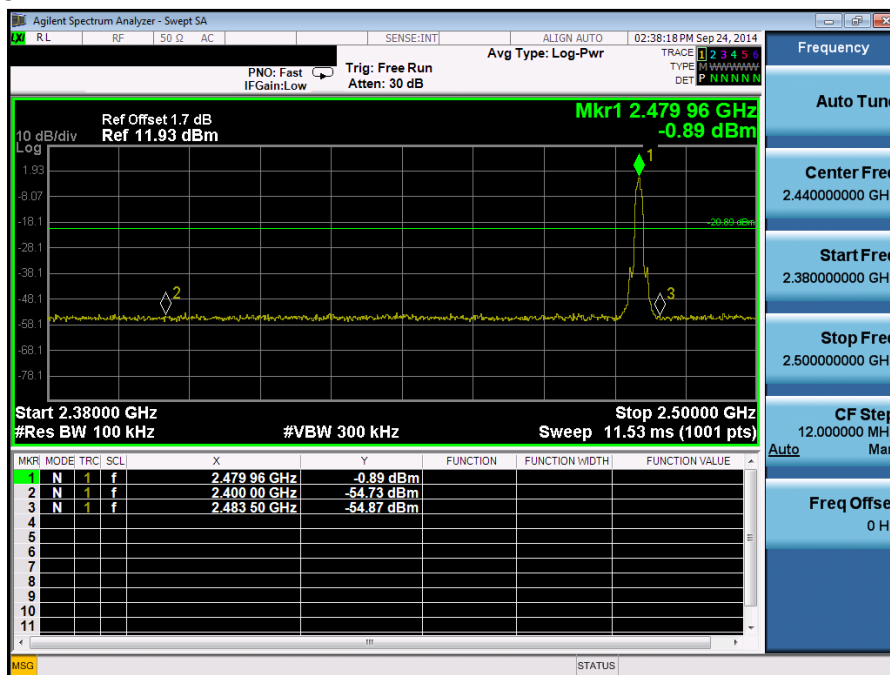 Agilent Spectrum Analyzer - Swept SA
LXI RL RF 50 Ω AC SENSE:INT ALIGN AUTO 02:38:18 PM Sep 24, 2014
Avg Type: Log-Pwr TRACE 1 2 3 4 5 6
PNO: Fast Trig: Free Run TYPE M WWWWW
IFGain:Low Atten: 30 dB DET P N N N N N
Mkr1 2.479 96 GHz
-0.89 dBm
Ref Offset 1.7 dB
10 dB/div Ref 11.93 dBm
Log
1
1.93
-8.07
-18.1
-20.89 dBm
-28.1
-38.1
-48.1
2
3
-58.1
-68.1
-78.1
Start 2.38000 GHz Stop 2.50000 GHz
#Res BW 100 kHz #VBW 300 kHz Sweep 11.53 ms (1001 pts)
MKR MODE TRC SCL X Y FUNCTION FUNCTION WIDTH FUNCTION VALUE
1 N 1 f 2.479 96 GHz -0.89 dBm
2 N 1 f 2.400 00 GHz -54.73 dBm
3 N 1 f 2.483 50 GHz -54.87 dBm
4
5
6
7
8
9
10
11
MSG STATUS
Frequency
Auto Tun
Center Fre
2.440000000 GH
Start Fre
2.380000000 GH
Stop Fre
2.500000000 GH
CF Ste
12.000000 MH
Auto Ma
Freq Offse
0 H